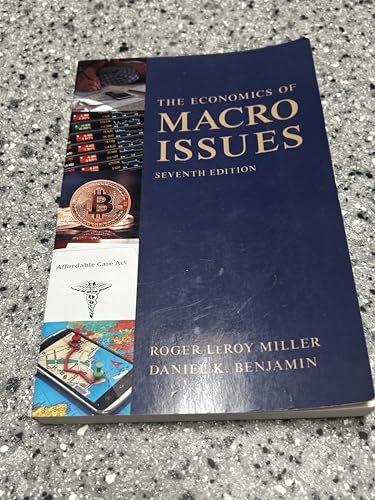 THE ECONOMICS OF
MACRO
ISSUES
SEVENTH EDITION
Affordable Care Act
ROGER LEROY MILLER
DANIEL K. BENJAMIN